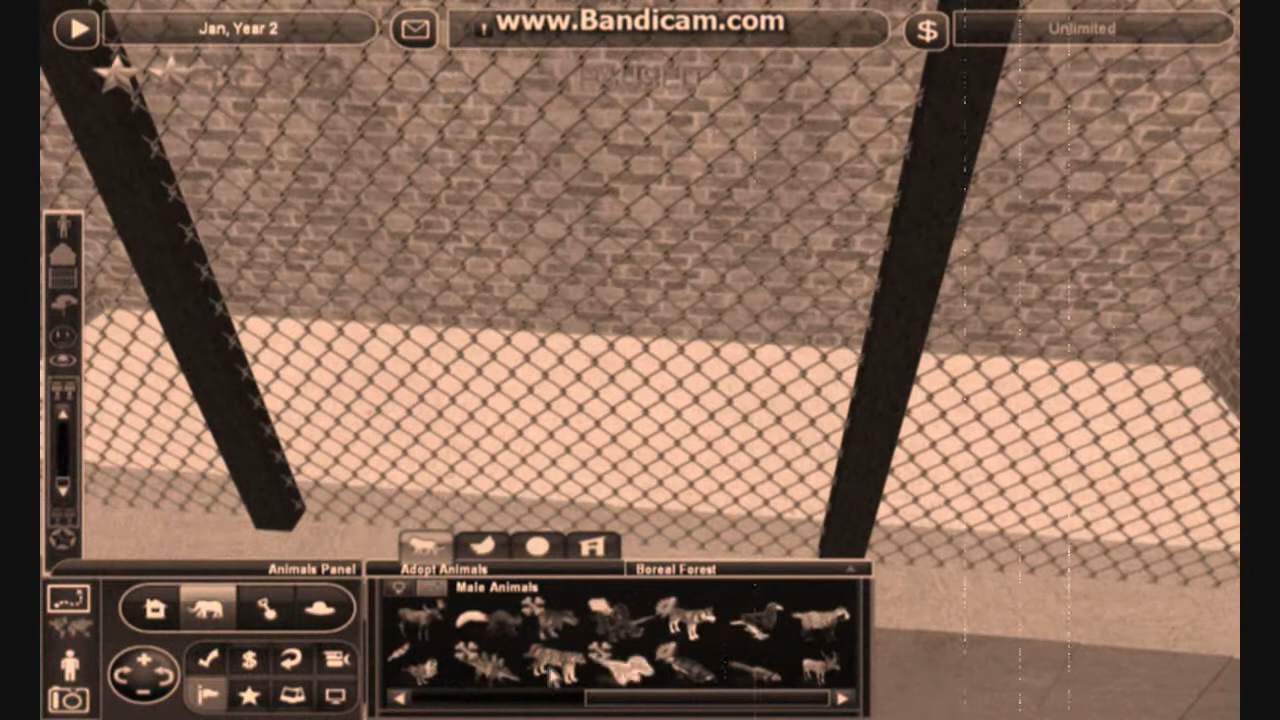 Jan, Year 2
www.Bandicam.com
$
Unlimited
Animals Panel
Adopt Animals
Boreal Forest
Male Animals